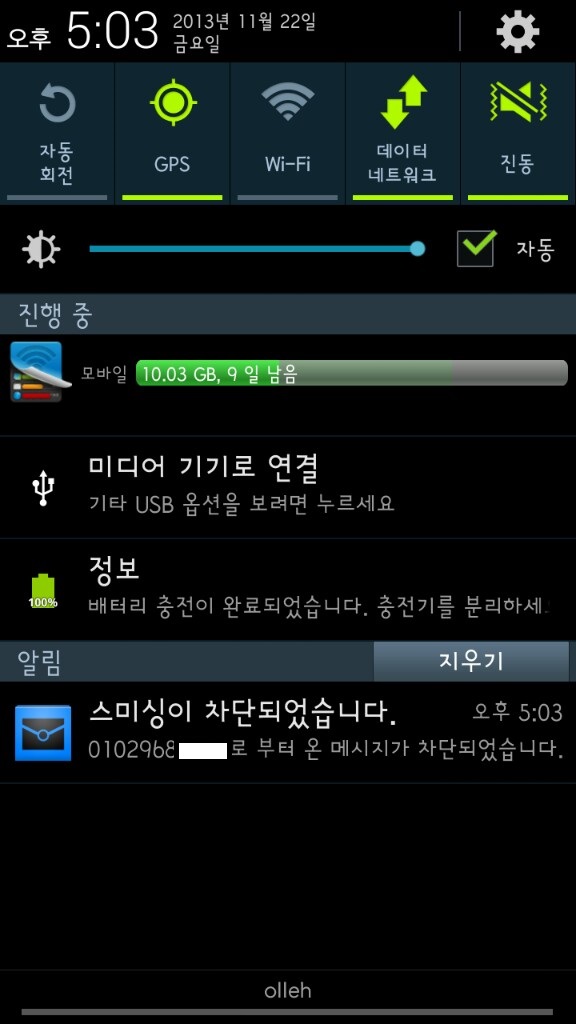 오후 5:03 2013년 11월 22일
금요일
자동
회전
GPS
Wi-Fi
데이터
네트워크
진동
자동
진행 중
모바일 10.03 GB, 9 일 남음
미디어 기기로 연결
기타 USB 옵션을 보려면 누르세요
정보
100%
배터리 충전이 완료되었습니다. 충전기를 분리하세
알림
지우기
스미싱이 차단되었습니다. 오후 5:03
0102968 로 부터 온 메시지가 차단되었습니다.
olleh